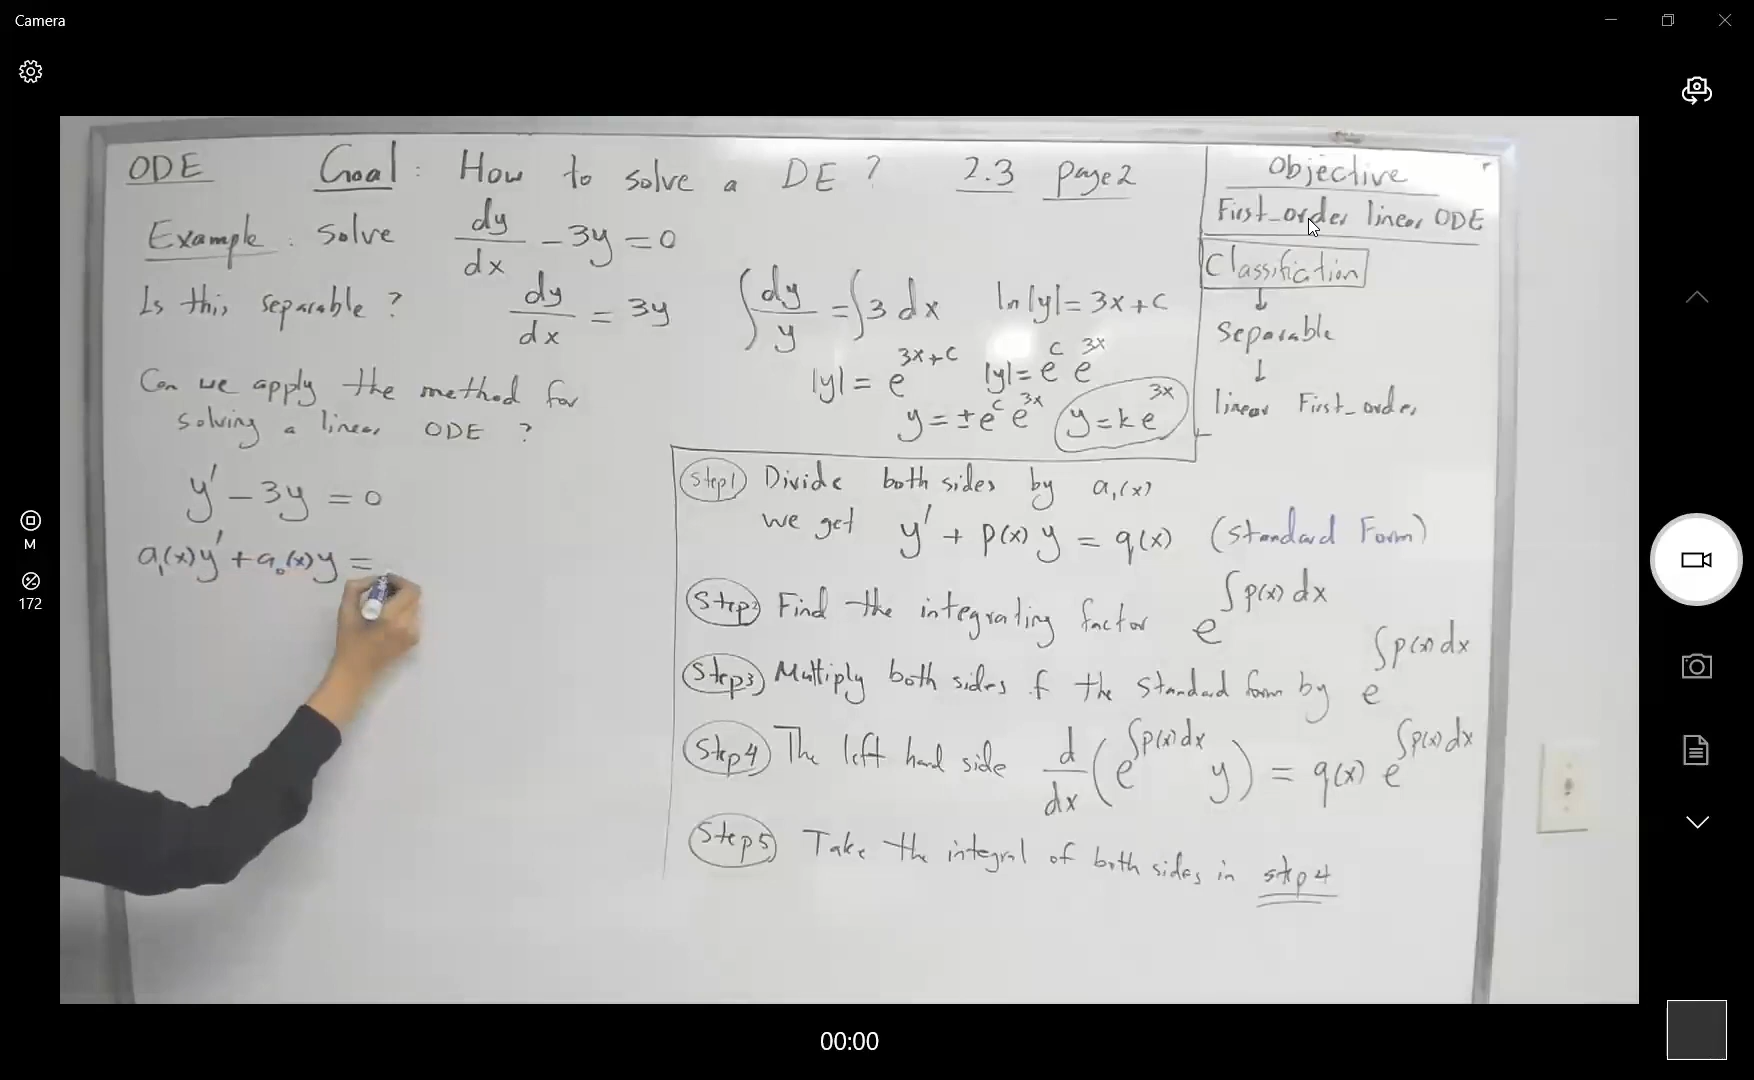 Camera
ODE Goal: How to solve a DE? 2.3 page2
Example: solve dy/dx - 3y = 0
Is this separable? dy/dx = 3y ∫dy/y = ∫3 dx ln|y| = 3x+c
|y| = e^{3x+c} |y| = e^c e^{3x}
y = ±e^c e^{3x} y = k e^{3x}
Can we apply the method for
solving a linear ODE ?
y' - 3y = 0
a₁(x)y' + a₀(x)y =
Objective
First_order linear ODE
Classifiction
↓
Separable
↓
linear First_order
Step1 Divide both sides by a₁(x)
we get y' + p(x) y = q(x) (Standard Form)
Step2 Find the integrating factor e^{∫p(x)dx}
Step3 Multiply both sides of the standard form by e^{∫p(x)dx}
Step4 The left hand side d/dx (e^{∫p(x)dx} y) = q(x) e^{∫p(x)dx}
Step5 Take the integral of both sides in step 4
M
172
00:00